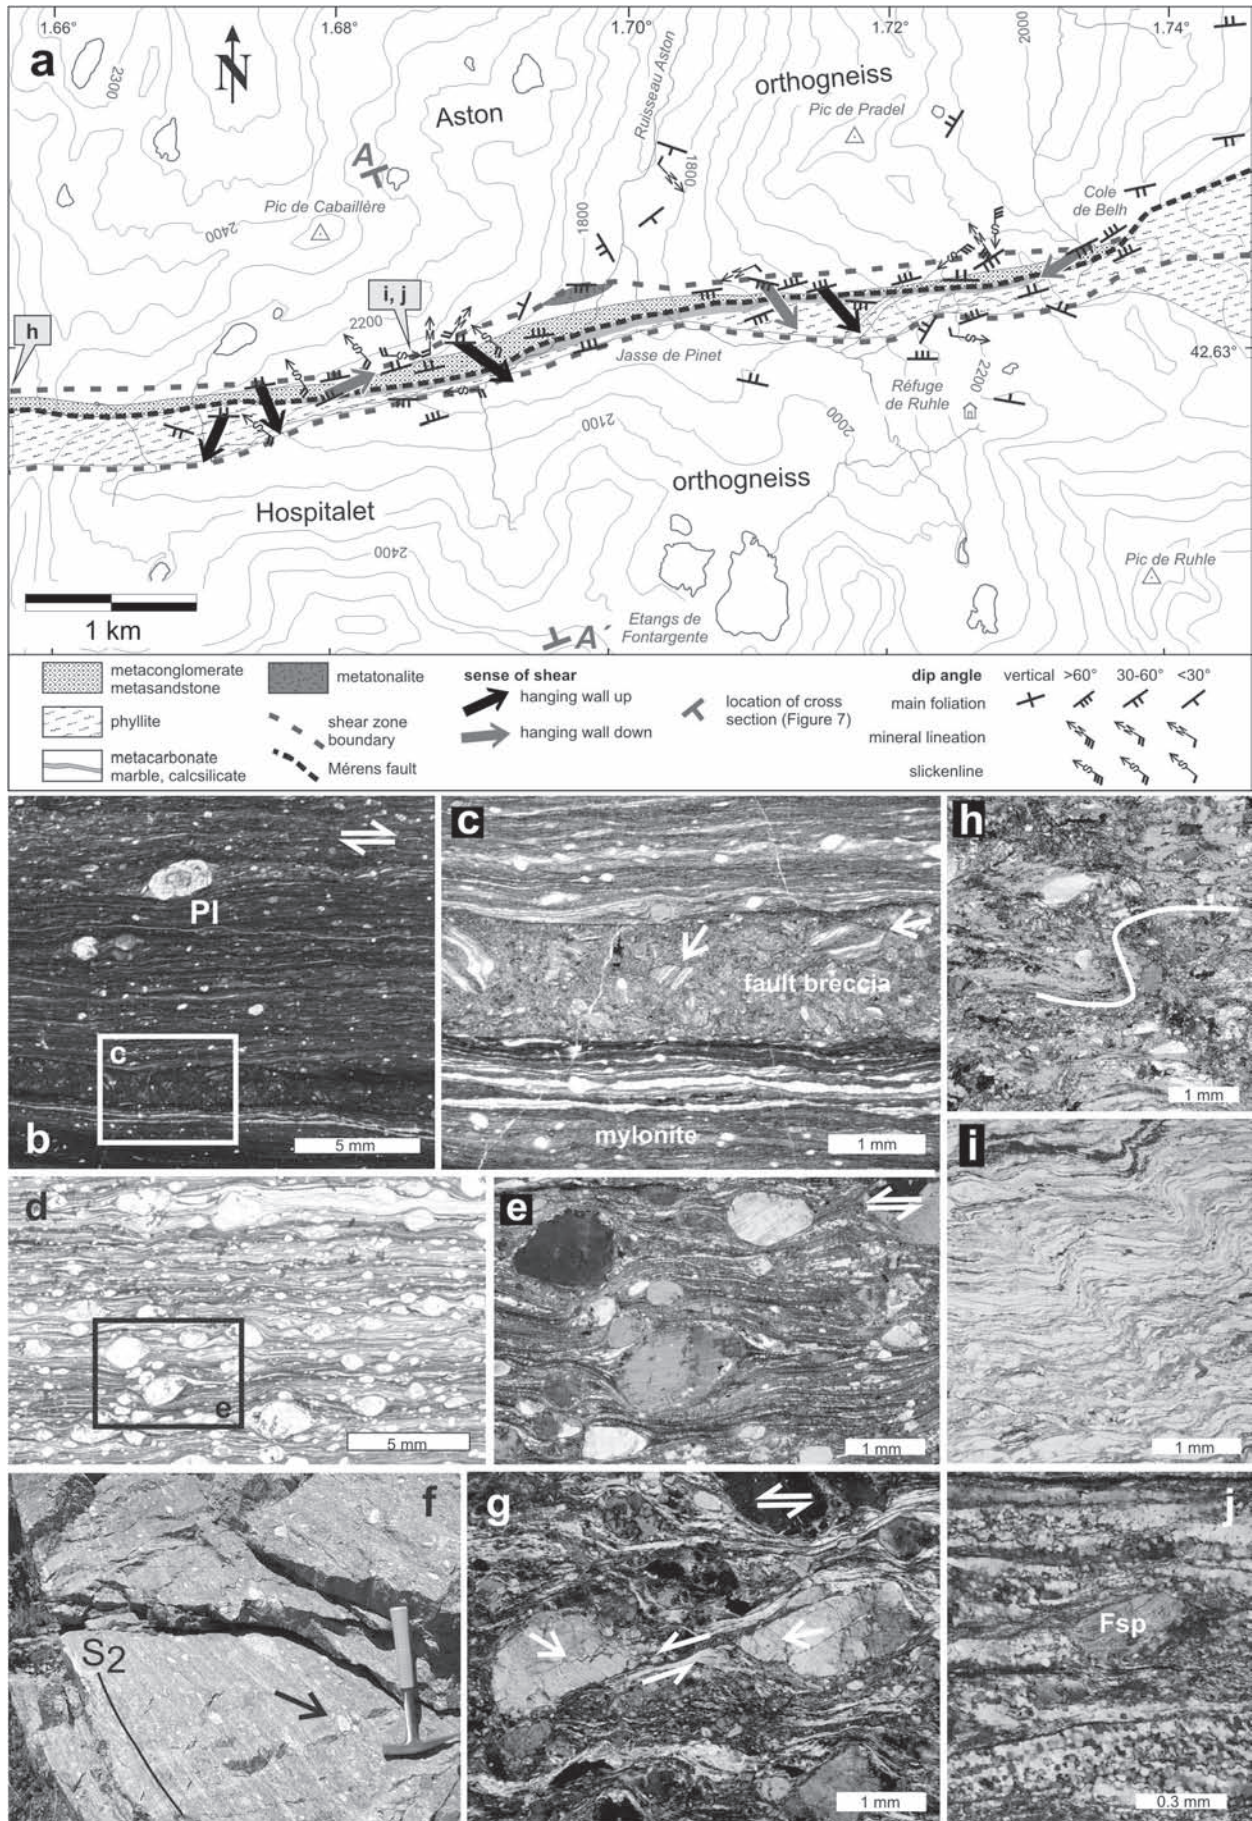 1.66°
1.68°
1.70°
1.72°
1.74°
a
N
2300
Aston
Ruisseau Aston
orthogneiss
Pic de Pradel
2000
A
1800
Pic de Cabaillère
2400
1800
Cole
de Belh
i, j
h
2200
Jasse de Pinet
42.63°
Réfuge
de Ruhle
2200
2100
2000
Hospitalet
orthogneiss
2400
Pic de Ruhle
1 km
A´
Etangs de
Fontargente
metaconglomerate
metasandstone
phyllite
metacarbonate
marble, calcsilicate
metatonalite
shear zone
boundary
Mérens fault
sense of shear
hanging wall up
hanging wall down
location of cross
section (Figure 7)
dip angle vertical >60° 30-60° <30°
main foliation
mineral lineation
slickenline
Pl
c
b
5 mm
c
fault breccia
mylonite
1 mm
h
1 mm
i
1 mm
d
e
5 mm
e
1 mm
f
S2
g
1 mm
j
Fsp
0.3 mm